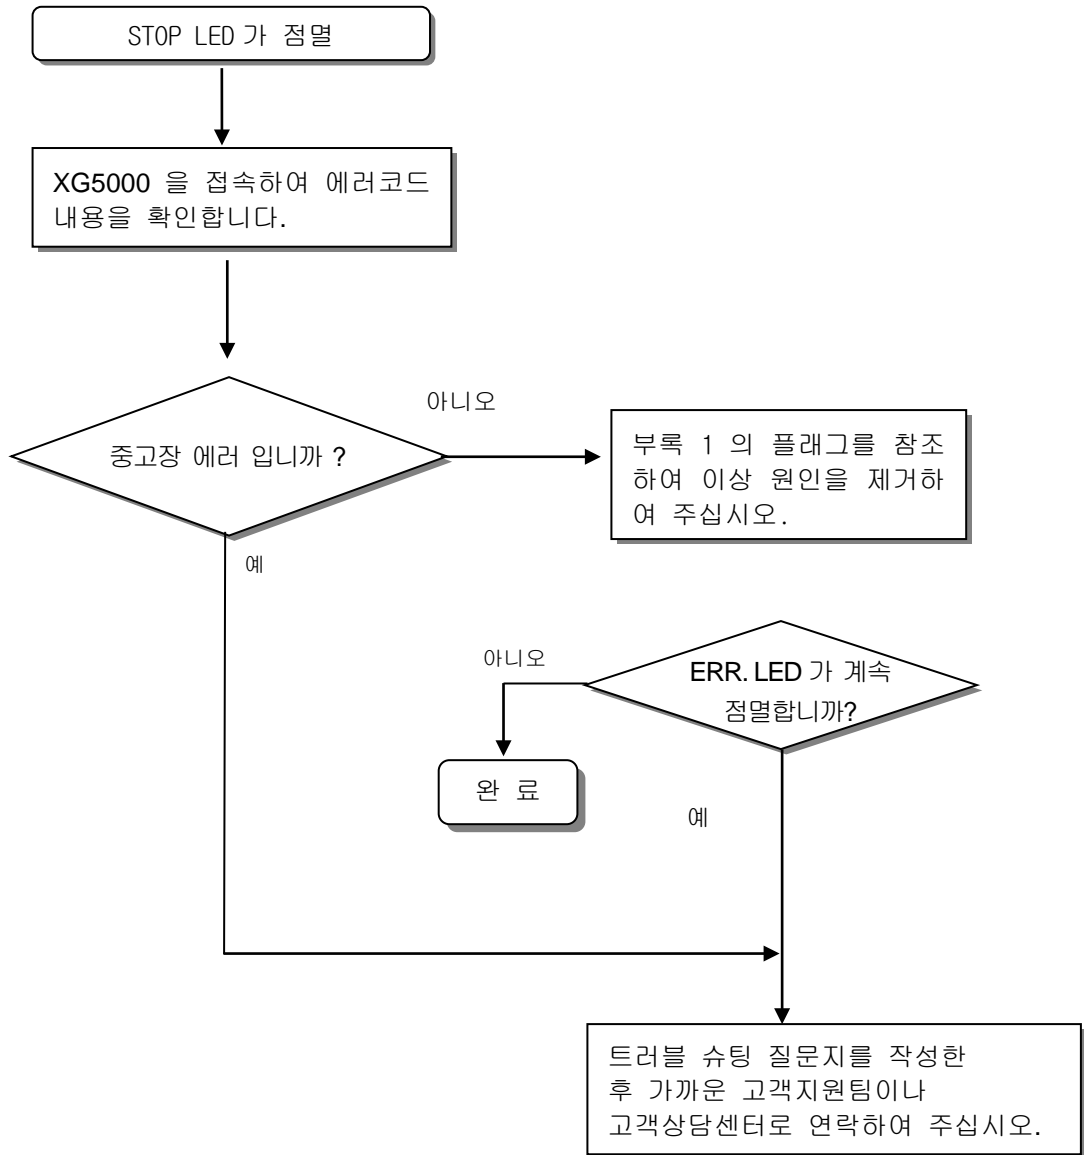 STOP LED 가 점멸
XG5000 을 접속하여 에러코드
내용을 확인합니다.
아니오
중고장 에러 입니까 ?
부록 1 의 플래그를 참조
하여 이상 원인을 제거하
여 주십시오.
예
아니오
ERR. LED 가 계속
점멸합니까?
완 료
예
트러블 슈팅 질문지를 작성한
후 가까운 고객지원팀이나
고객상담센터로 연락하여 주십시오.